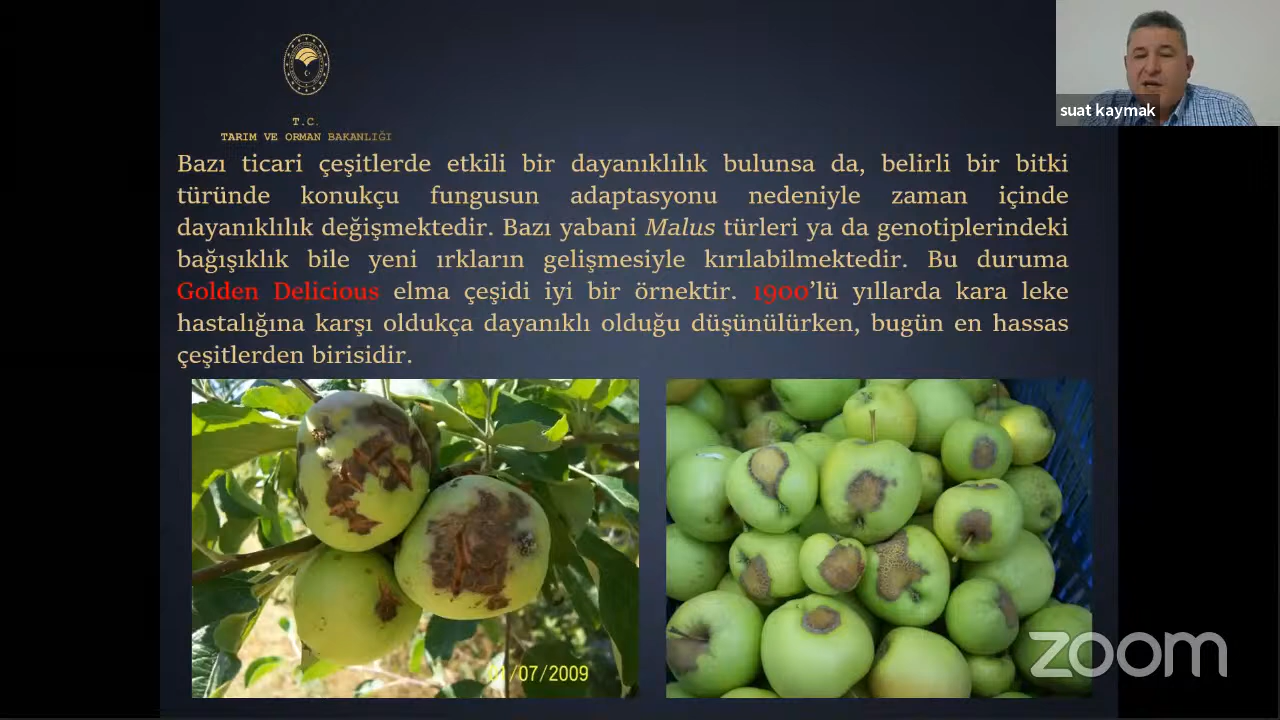 suat kaymak
T.C.
TARIM VE ORMAN BAKANLIĞI
Bazı ticari çeşitlerde etkili bir dayanıklılık bulunsa da, belirli bir bitki
türünde konukçu fungusun adaptasyonu nedeniyle zaman içinde
dayanıklılık değişmektedir. Bazı yabani Malus türleri ya da genotiplerindeki
bağışıklık bile yeni ırkların gelişmesiyle kırılabilmektedir. Bu duruma
Golden Delicious elma çeşidi iyi bir örnektir. 1900’lü yıllarda kara leke
hastalığına karşı oldukça dayanıklı olduğu düşünülürken, bugün en hassas
çeşitlerden birisidir.
01/07/2009
zoom